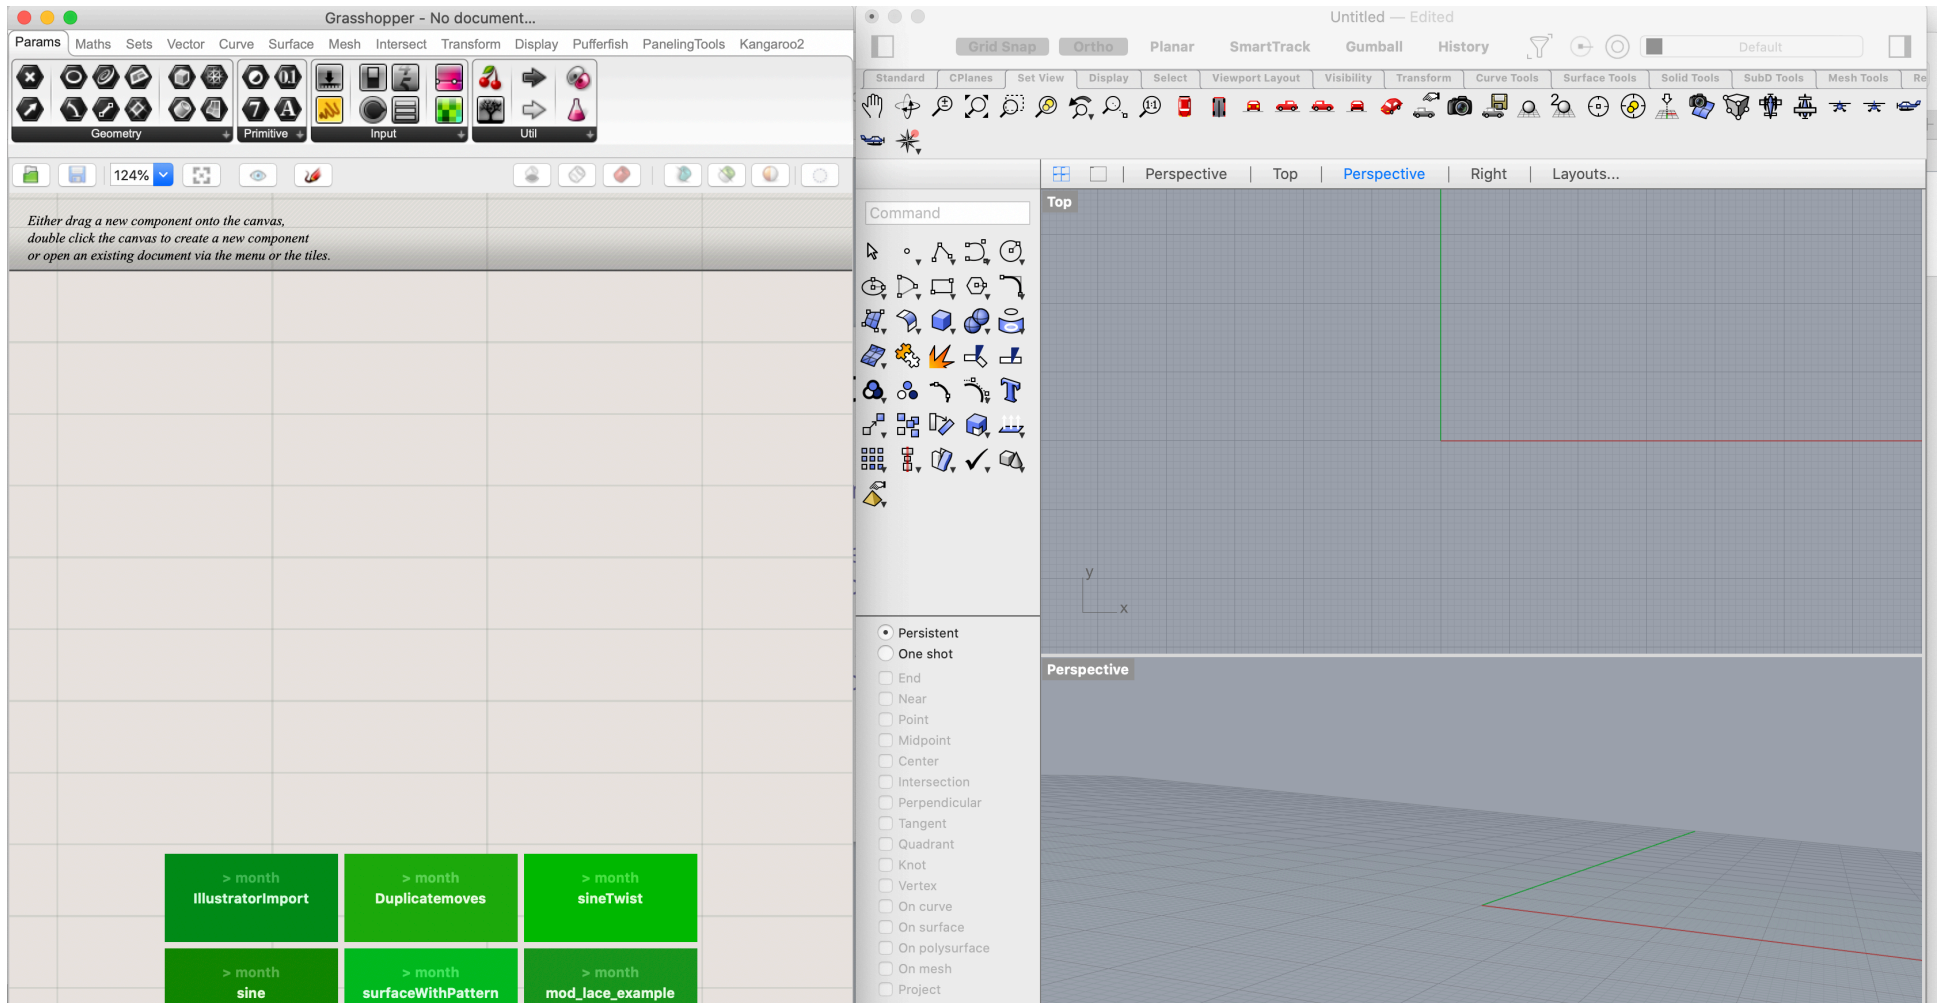 Grasshopper - No document...
Params Maths Sets Vector Curve Surface Mesh Intersect Transform Display Pufferfish PanelingTools Kangaroo2
Geometry Primitive Input Util
124%
Either drag a new component onto the canvas,
double click the canvas to create a new component
or open an existing document via the menu or the tiles.
> month
IllustratorImport
> month
Duplicatemoves
> month
sineTwist
> month
sine
> month
surfaceWithPattern
> month
mod_lace_example
Untitled — Edited
Grid Snap Ortho Planar SmartTrack Gumball History Default
Standard CPlanes Set View Display Select Viewport Layout Visibility Transform Curve Tools Surface Tools Solid Tools SubD Tools Mesh Tools Re
Perspective | Top | Perspective | Right | Layouts...
Command
Top
y
x
Perspective
Persistent
One shot
End
Near
Point
Midpoint
Center
Intersection
Perpendicular
Tangent
Quadrant
Knot
Vertex
On curve
On surface
On polysurface
On mesh
Project